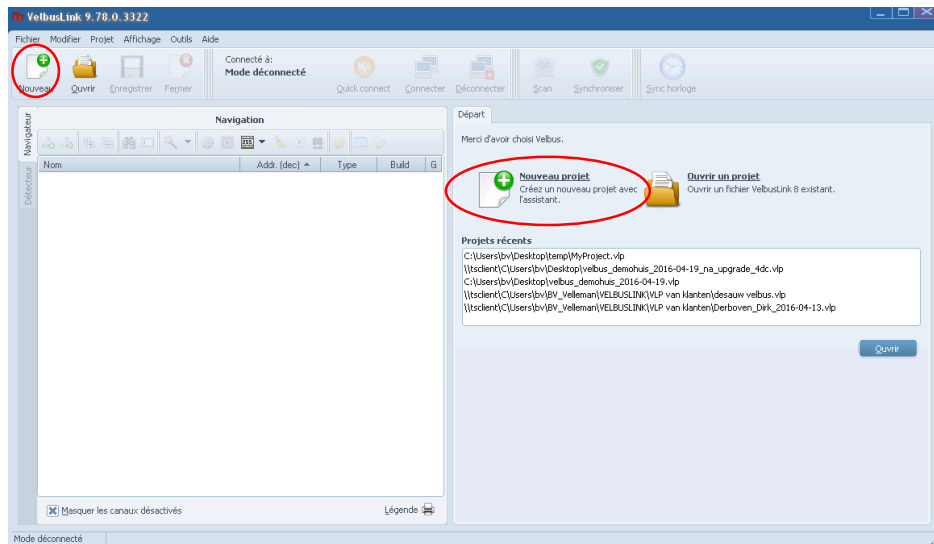 VelbusLink 9.78.0.3322
Fichier Modifier Projet Affichage Outils Aide
Connecté à:
Mode déconnecté
Nouveau Ouvrir Enregistrer Fermer Quick connect Connecter Déconnecter Scan Synchroniser Sync horloge
Navigateur
Détecteur
Navigation
Nom Addr. (dec) Type Build G
Masquer les canaux désactivés
Légende
Départ
Merci d'avoir choisi Velbus.
Nouveau projet
Créez un nouveau projet avec
l'assistant.
Ouvrir un projet
Ouvrir un fichier VelbusLink 8 existant.
Projets récents
C:\Users\bv\Desktop\temp\MyProject.vlp
\\tsclient\C\Users\bv\Desktop\velbus_demohuis_2016-04-19_na_upgrade_4dc.vlp
C:\Users\bv\Desktop\velbus_demohuis_2016-04-19.vlp
\\tsclient\C\Users\bv\BV_Velleman\VELBUSLINK\VLP van klanten\desauw velbus.vlp
\\tsclient\C\Users\bv\BV_Velleman\VELBUSLINK\VLP van klanten\Derboven_Dirk_2016-04-13.vlp
Ouvrir
Mode déconnecté